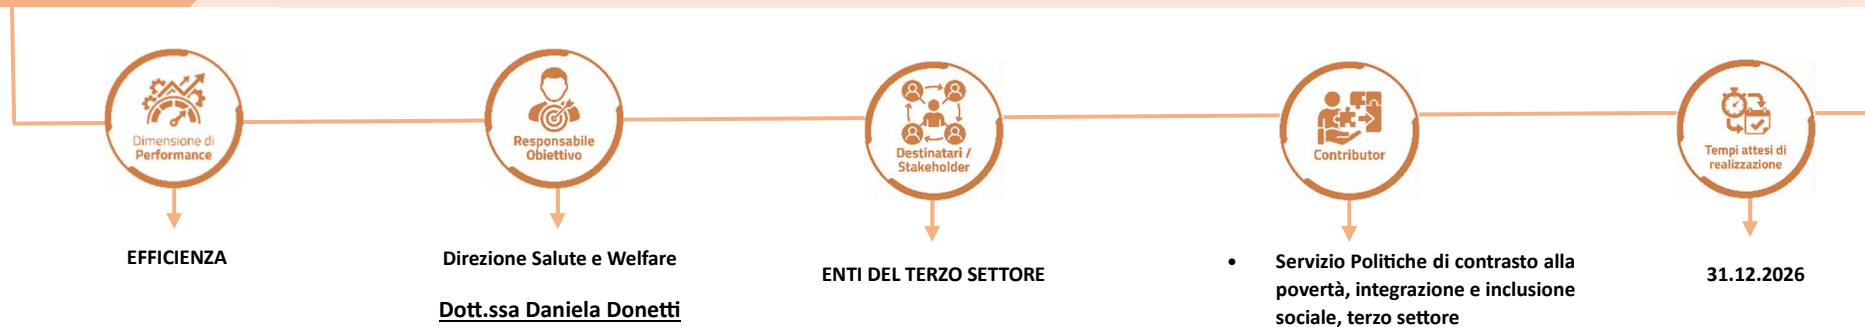 Dimensione di
Performance
EFFICIENZA
Responsabile
Obiettivo
Direzione Salute e Welfare
Dott.ssa Daniela Donetti
Destinatari /
Stakeholder
ENTI DEL TERZO SETTORE
Contributor
• Servizio Politiche di contrasto alla
povertà, integrazione e inclusione
sociale, terzo settore
Tempi attesi di
realizzazione
31.12.2026